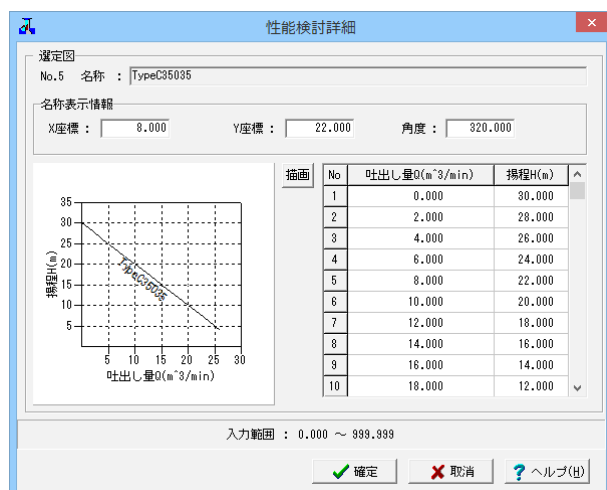 性能検討詳細
選定図
No.5 名称 : TypeC35035
名称表示情報
X座標 : 8.000 Y座標 : 22.000 角度 : 320.000
描画
No 吐出し量Q(m^3/min) 揚程H(m)
1 0.000 30.000
2 2.000 28.000
3 4.000 26.000
4 6.000 24.000
5 8.000 22.000
6 10.000 20.000
7 12.000 18.000
8 14.000 16.000
9 16.000 14.000
10 18.000 12.000
揚程H(m)
35
30
25
20
15
10
5
TypeC35035
5 10 15 20 25 30
吐出し量Q(m^3/min)
入力範囲 : 0.000 ～ 999.999
確定 取消 ヘルプ(H)